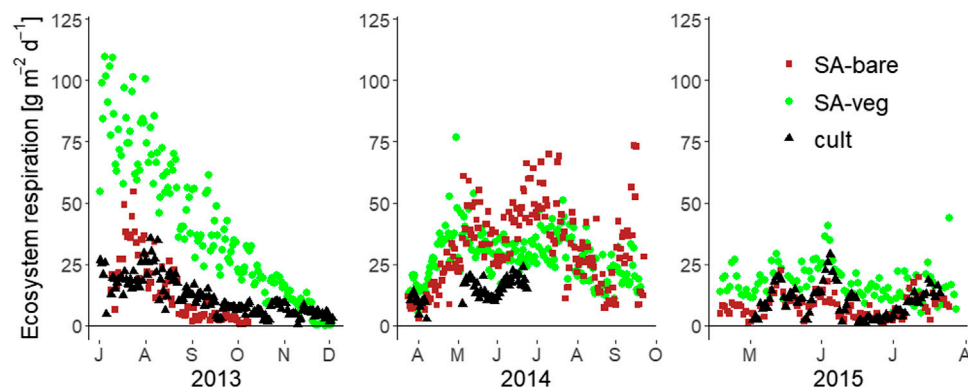 Ecosystem respiration [g m⁻² d⁻¹]
125 125 125
100 100 100
75 75 75
50 50 50
25 25 25
0 0 0
SA-bare
SA-veg
cult
J A S O N D A M J J A S O M J J A
2013 2014 2015